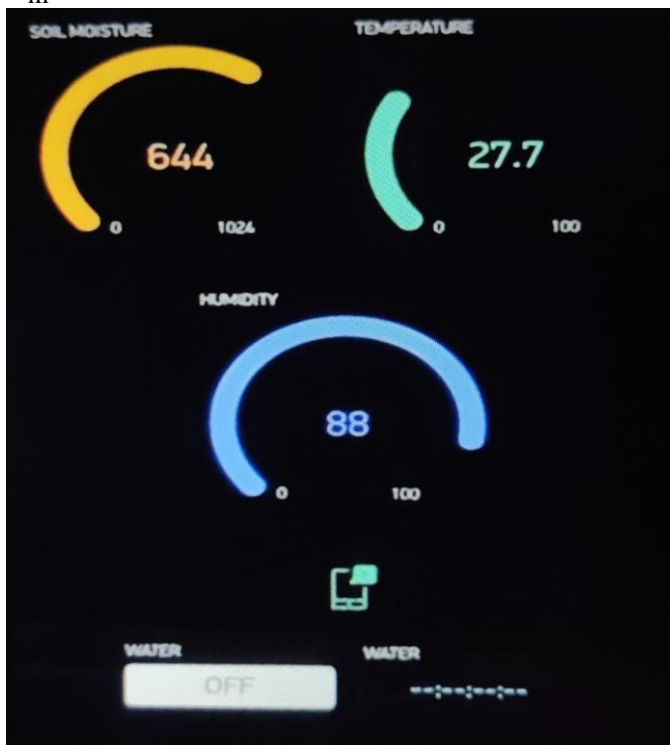 SOIL MOISTURE
TEMPERATURE
644
27.7
0 1024
0 100
HUMIDITY
88
0 100
WATER
WATER
OFF
--:--:--